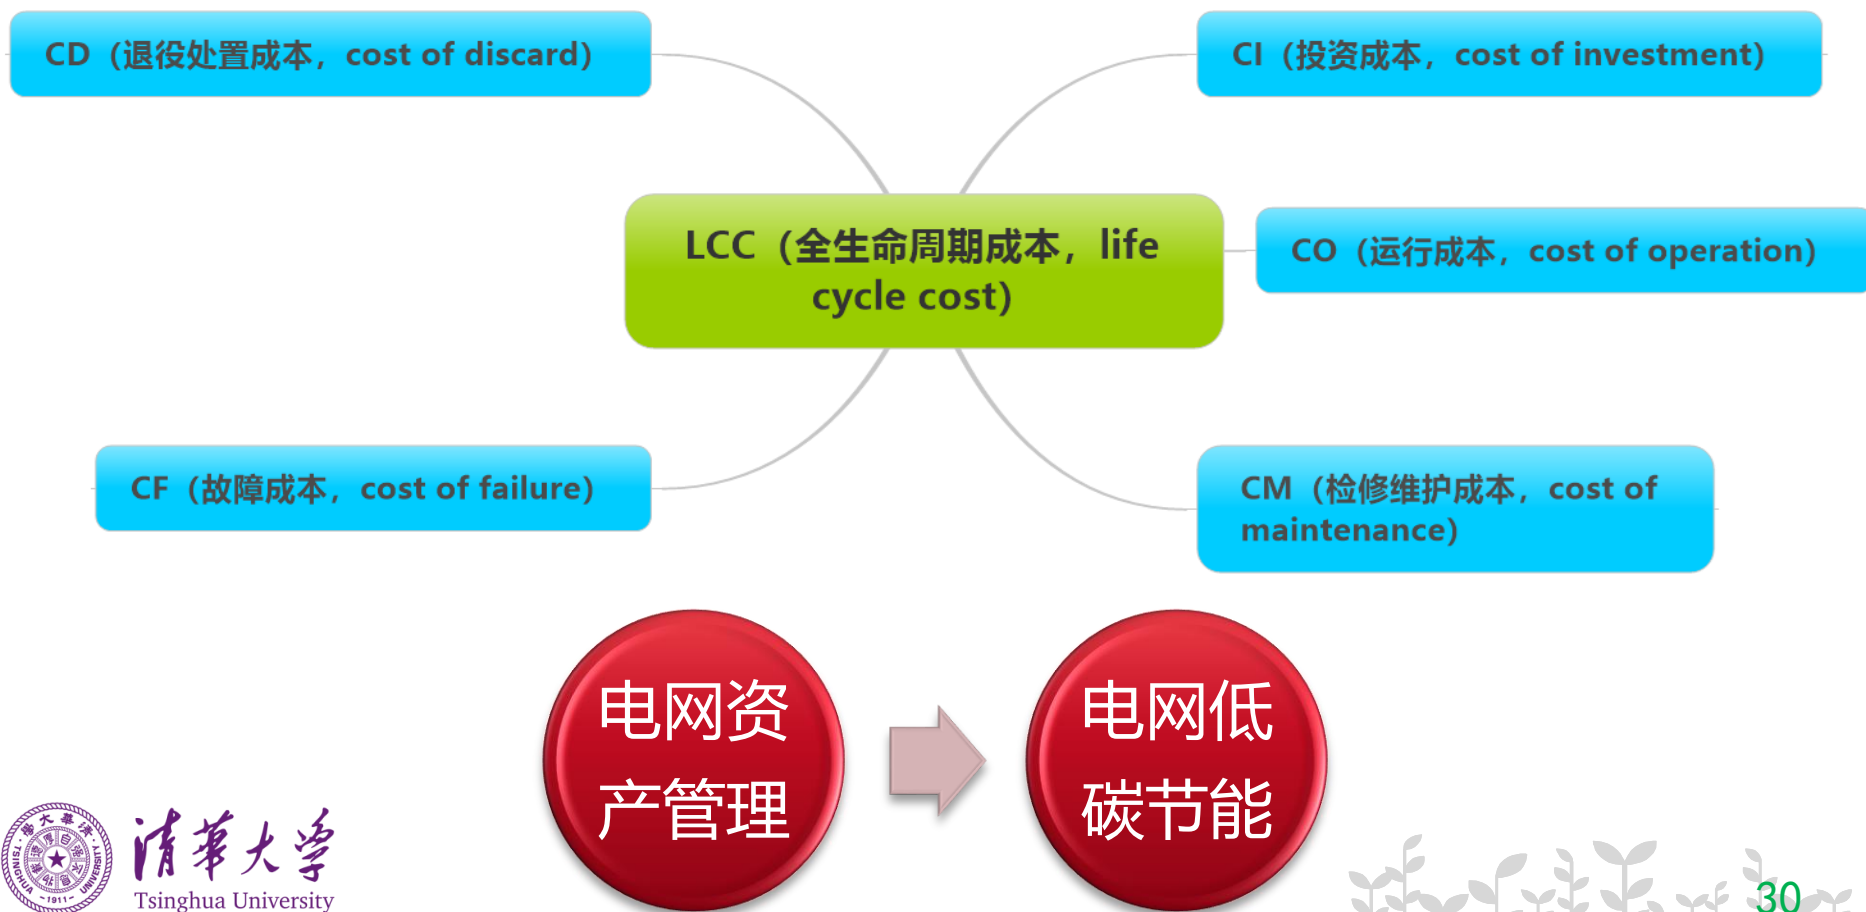 CD（退役处置成本，cost of discard）
CI（投资成本，cost of investment）
LCC（全生命周期成本，life
cycle cost）
CO（运行成本，cost of operation）
CF（故障成本，cost of failure）
CM（检修维护成本，cost of
maintenance）
电网资
产管理
电网低
碳节能
清華大学
Tsinghua University
30